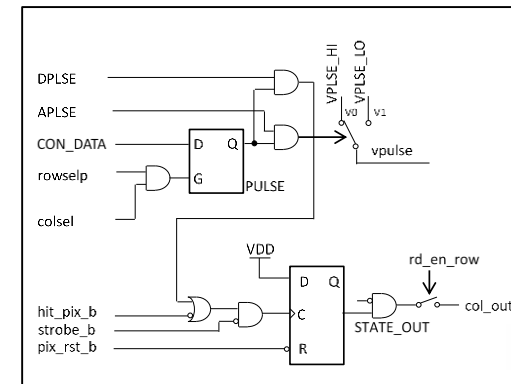 VPLSE_HI
VPLSE_LO
DPLSE
APLSE
V0 V1
CON_DATA
D Q
vpulse
rowselp
G
PULSE
colsel
VDD
rd_en_row
D Q
hit_pix_b
C
col_out
strobe_b
STATE_OUT
pix_rst_b
R